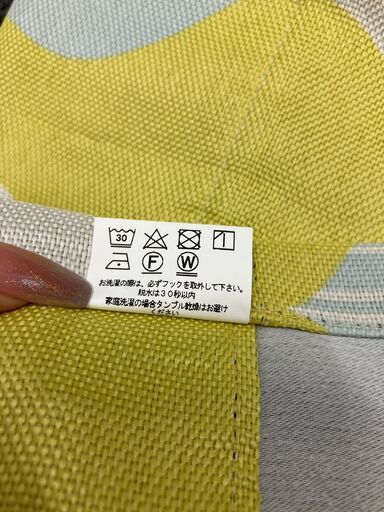 30
F W
お洗濯の際は、必ずフックを取外して下さい。
脱水は３０秒以内
家庭洗濯の場合タンブル乾燥はお避け
ください